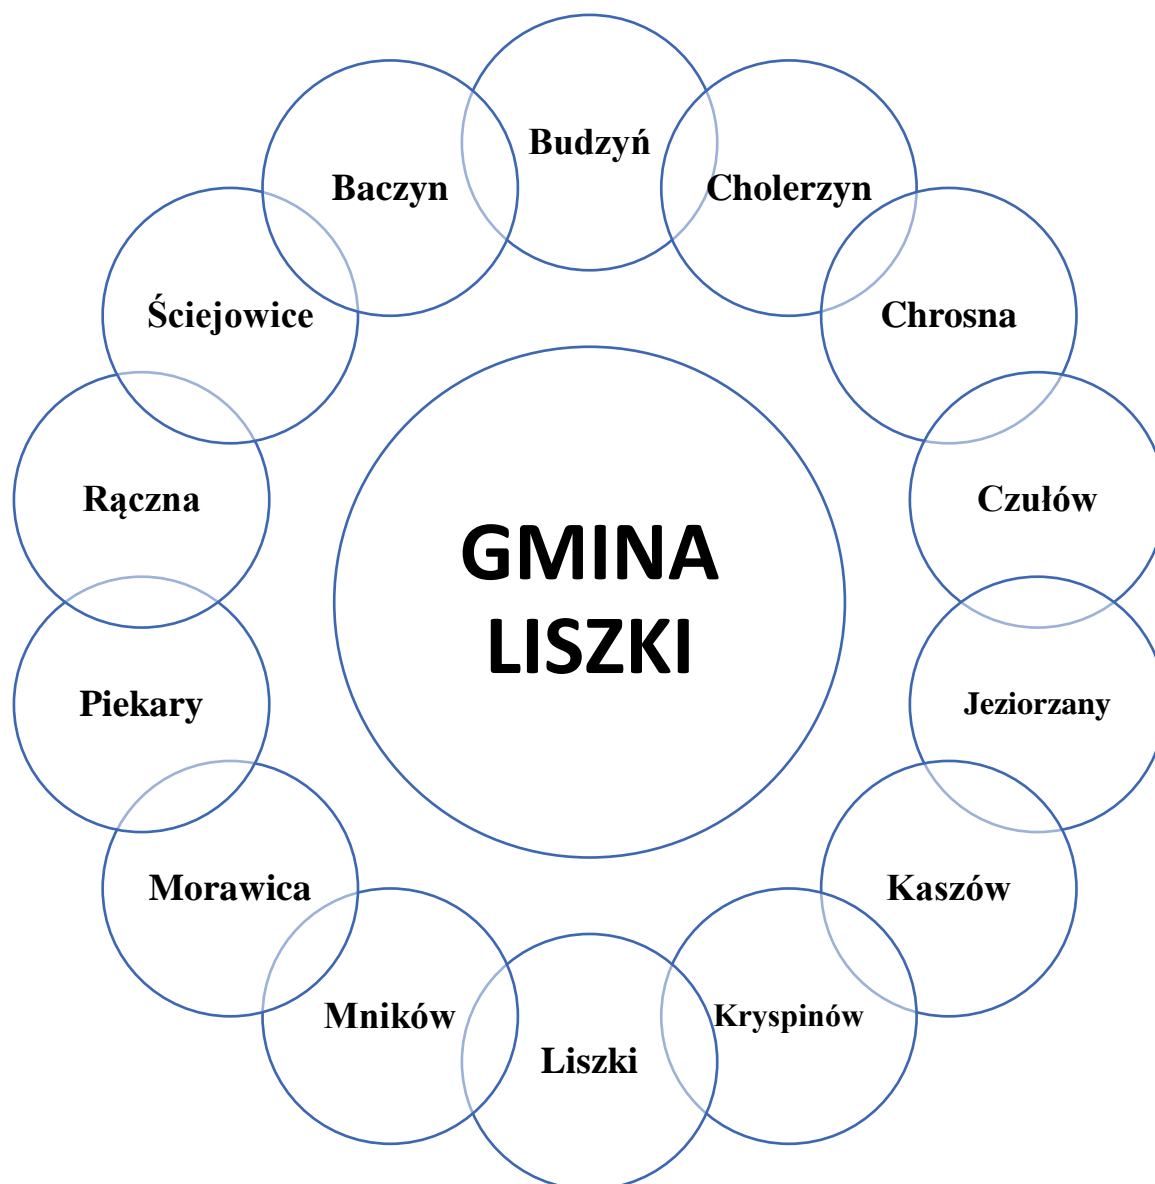 Budzyń
Baczyn
Cholerzyn
Ściejowice
Chrosna
Rączna
Czułów
GMINA
LISZKI
Piekary
Jeziorzany
Morawica
Kaszów
Mników
Kryspinów
Liszki